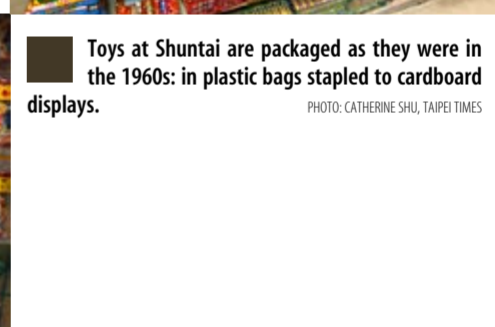 Toys at Shuntai are packaged as they were in
the 1960s: in plastic bags stapled to cardboard
displays. PHOTO: CATHERINE SHU, TAIPEI TIMES